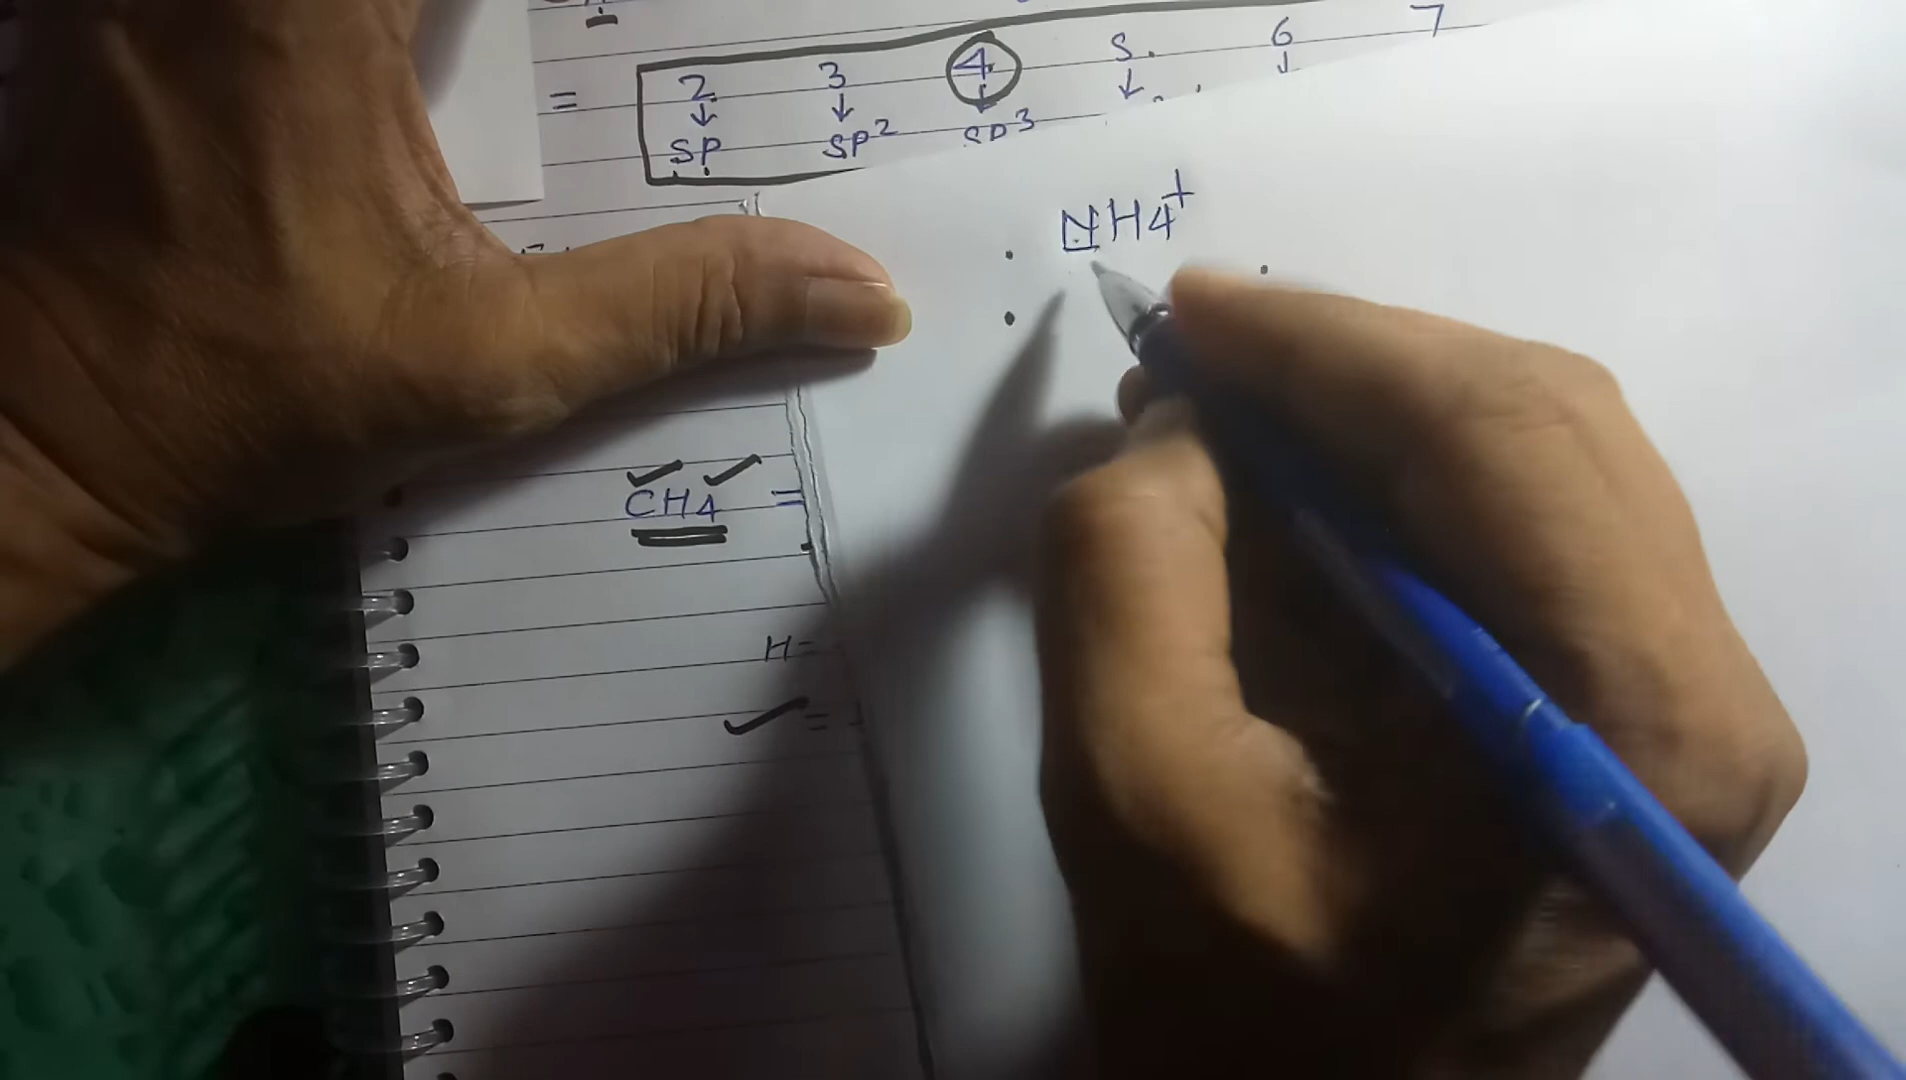 = 2 3 4 5 6 7
↓ ↓ ↓ ↓ ↓
SP SP² SP³
NH4⁺
CH4 =
H-
=